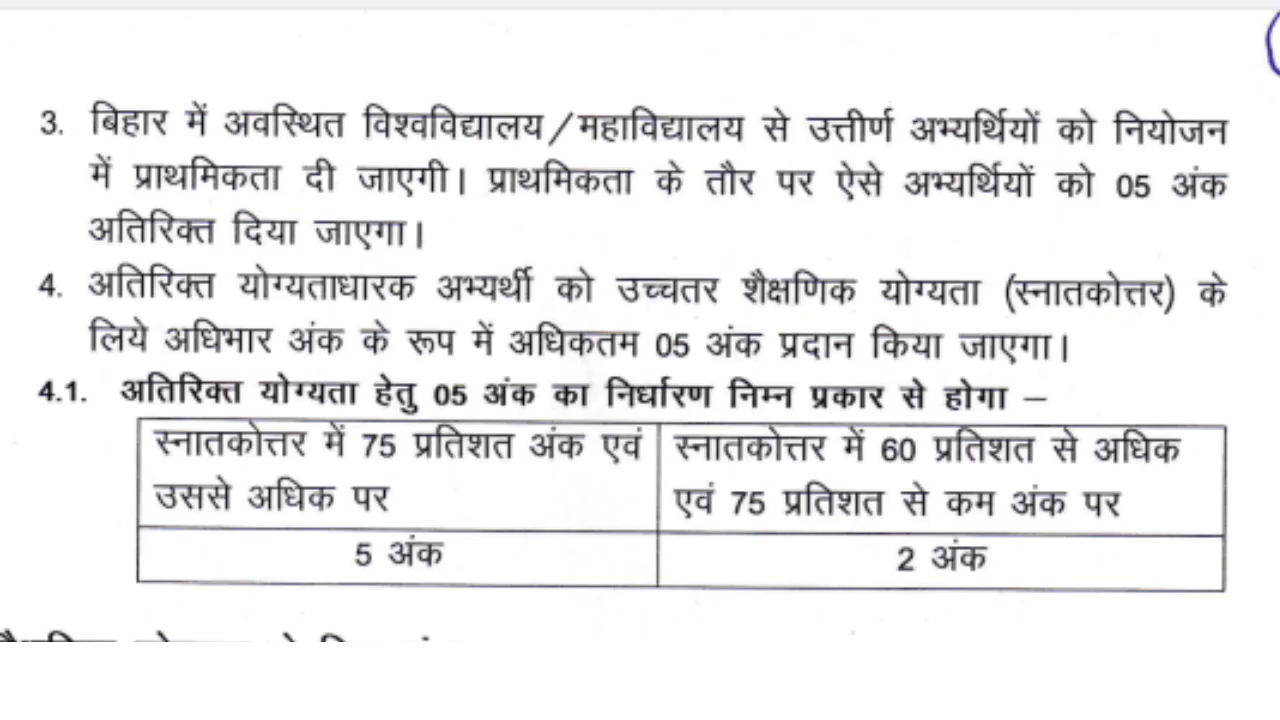 3. बिहार में अवस्थित विश्वविद्यालय/महाविद्यालय से उत्तीर्ण अभ्यर्थियों को नियोजन
में प्राथमिकता दी जाएगी। प्राथमिकता के तौर पर ऐसे अभ्यर्थियों को 05 अंक
अतिरिक्त दिया जाएगा।
4. अतिरिक्त योग्यताधारक अभ्यर्थी को उच्चतर शैक्षणिक योग्यता (स्नातकोत्तर) के
लिये अधिभार अंक के रूप में अधिकतम 05 अंक प्रदान किया जाएगा।
4.1. अतिरिक्त योग्यता हेतु 05 अंक का निर्धारण निम्न प्रकार से होगा –
स्नातकोत्तर में 75 प्रतिशत अंक एवं
उससे अधिक पर
स्नातकोत्तर में 60 प्रतिशत से अधिक
एवं 75 प्रतिशत से कम अंक पर
5 अंक
2 अंक